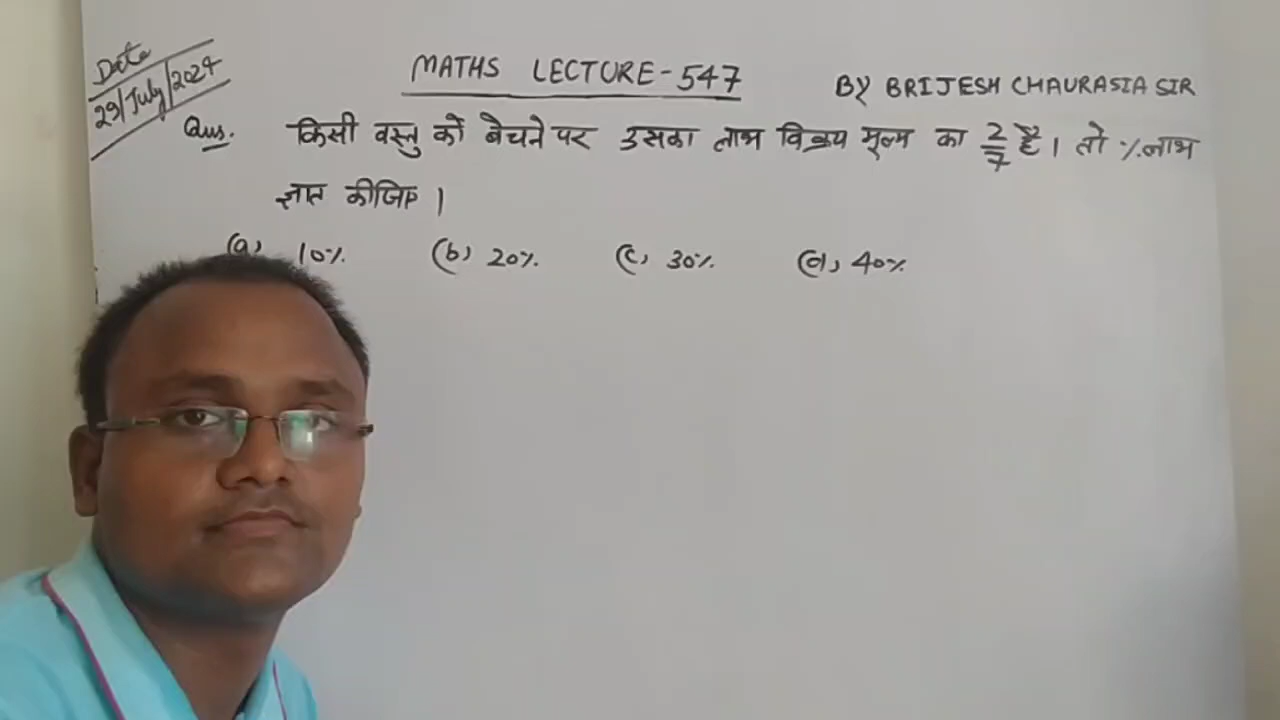 Date
29/July/2024
MATHS LECTURE-547
BY BRIJESH CHAURASIA SIR
Qus. किसी वस्तु को बेचने पर उसका लाभ विक्रय मूल्य का 2/7 है। तो % लाभ
ज्ञात कीजिए।
(a) 10% (b) 20% (c) 30% (d) 40%